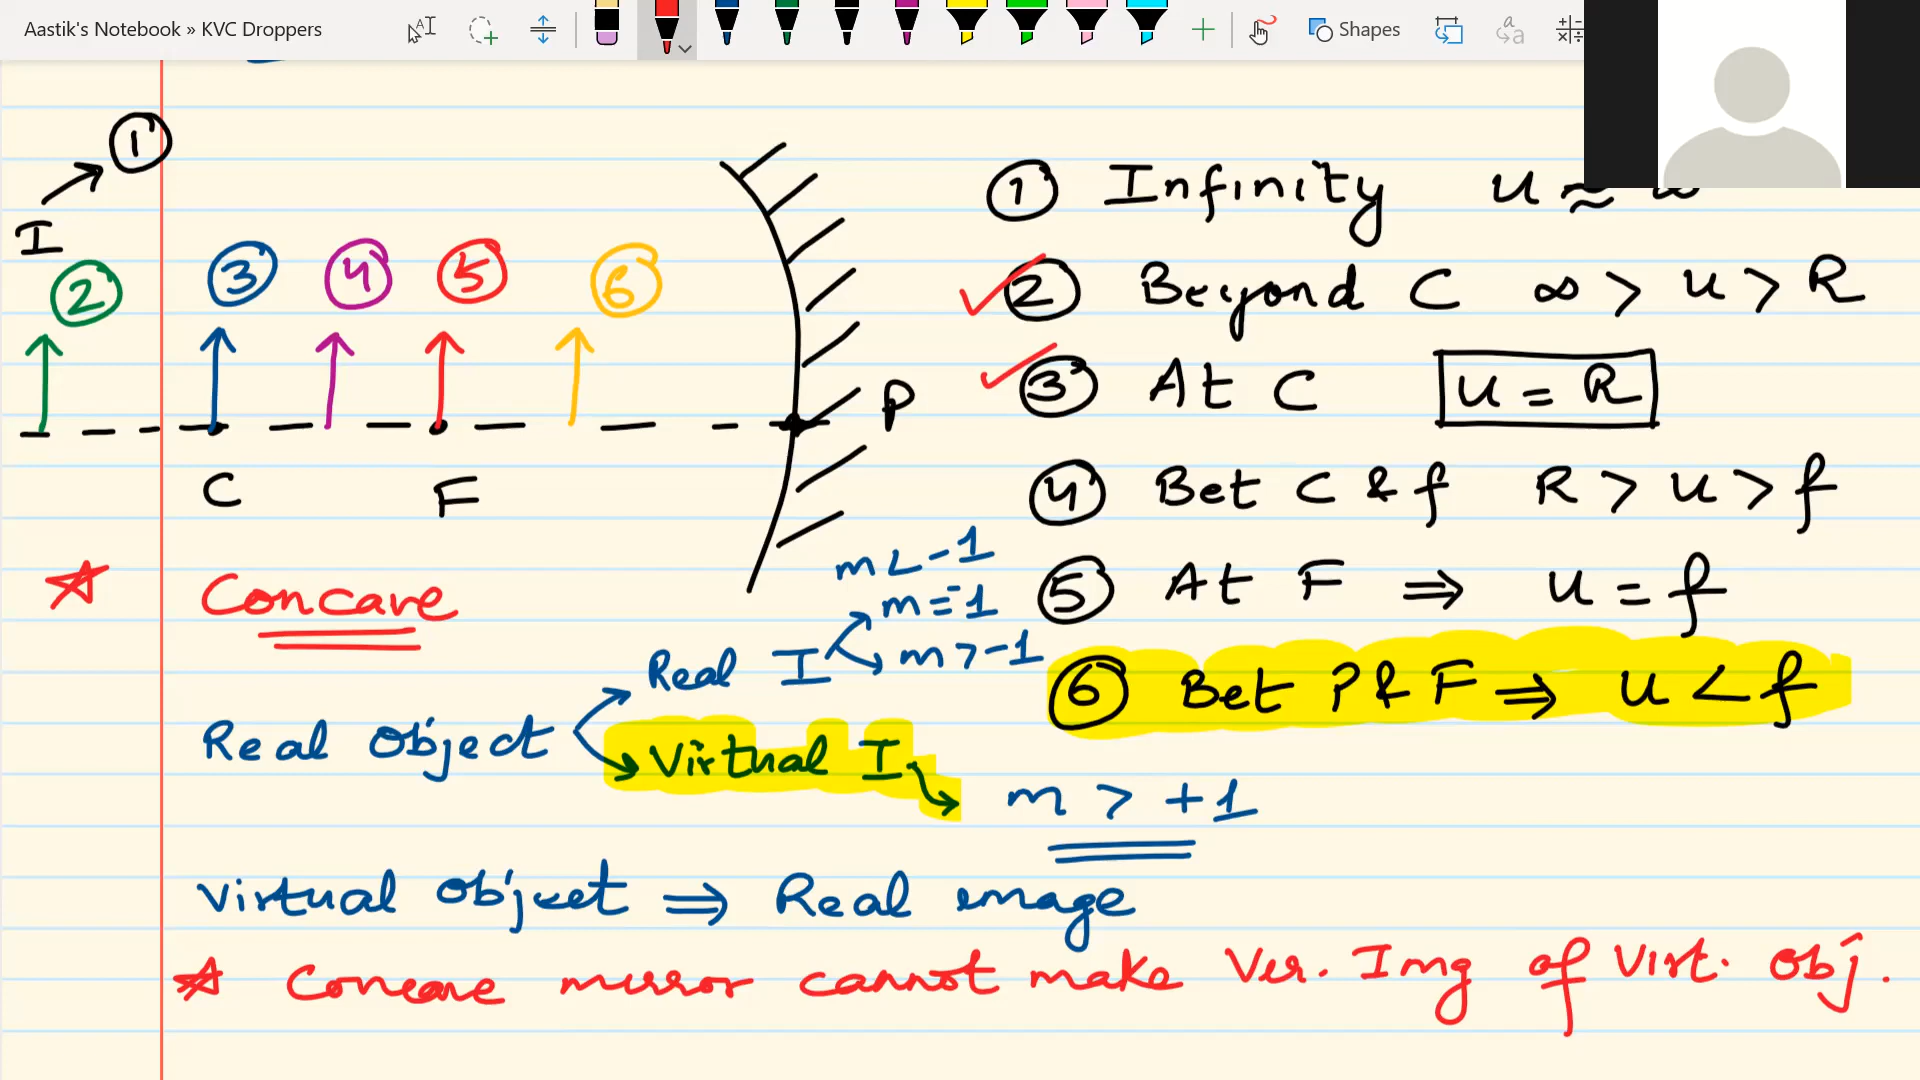 Aastik's Notebook » KVC Droppers
Shapes
I
①
②
③
④
⑤
⑥
C
F
P
① Infinity u ≈ ∞
② Beyond C ∞ > u > R
③ At C u = R
④ Bet C & f R > u > f
⑤ At F ⇒ u = f
⑥ Bet P & F ⇒ u < f
Concave
Real Object
Real I
m < -1
m = -1
m > -1
Virtual I
m > +1
Virtual Object ⇒ Real image
Concave mirror cannot make Ver. Img of Virt. Obj.